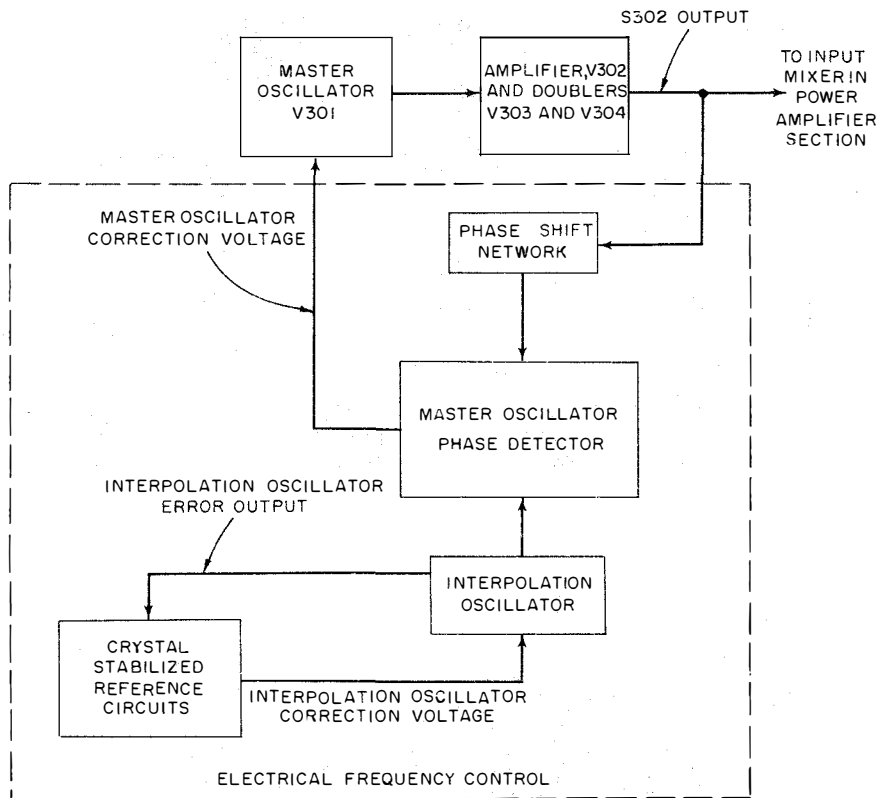 S302 OUTPUT
MASTER
OSCILLATOR
V301
AMPLIFIER,V302
AND DOUBLERS
V303 AND V304
TO INPUT
MIXER IN
POWER
AMPLIFIER
SECTION
MASTER OSCILLATOR
CORRECTION VOLTAGE
PHASE SHIFT
NETWORK
MASTER OSCILLATOR
PHASE DETECTOR
INTERPOLATION OSCILLATOR
ERROR OUTPUT
INTERPOLATION
OSCILLATOR
CRYSTAL
STABILIZED
REFERENCE
CIRCUITS
INTERPOLATION OSCILLATOR
CORRECTION VOLTAGE
ELECTRICAL FREQUENCY CONTROL